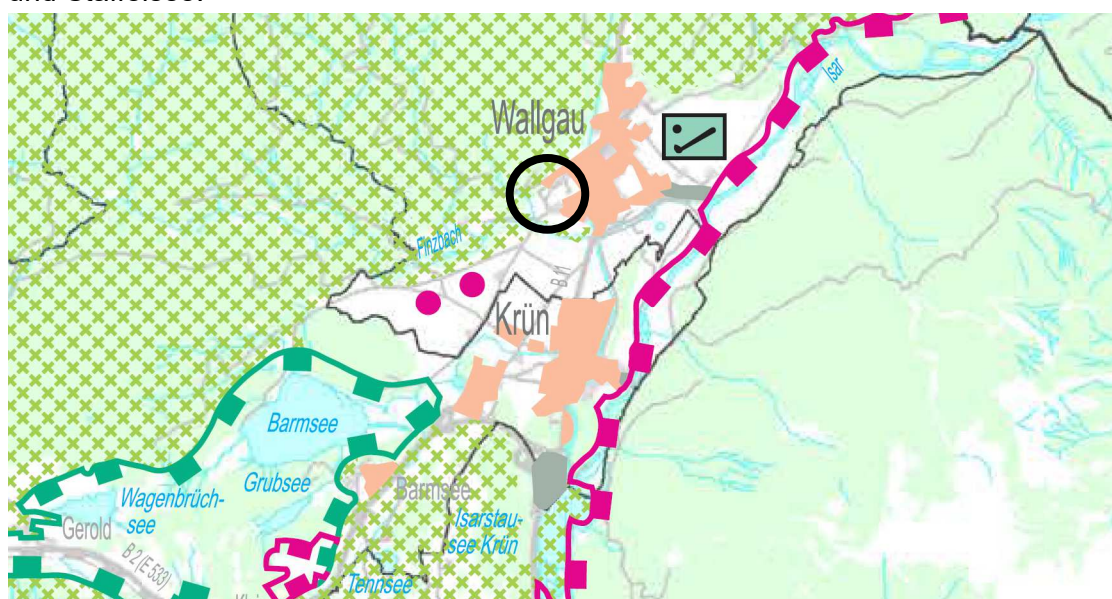 Wallgau
Isar
Finzbach
B 11
Krün
Barmsee
Grubsee
Wagenbrüch-
see
Barmsee
Gerold
Isarstau-
see Krün
B 2 (E 533)
Tennsee